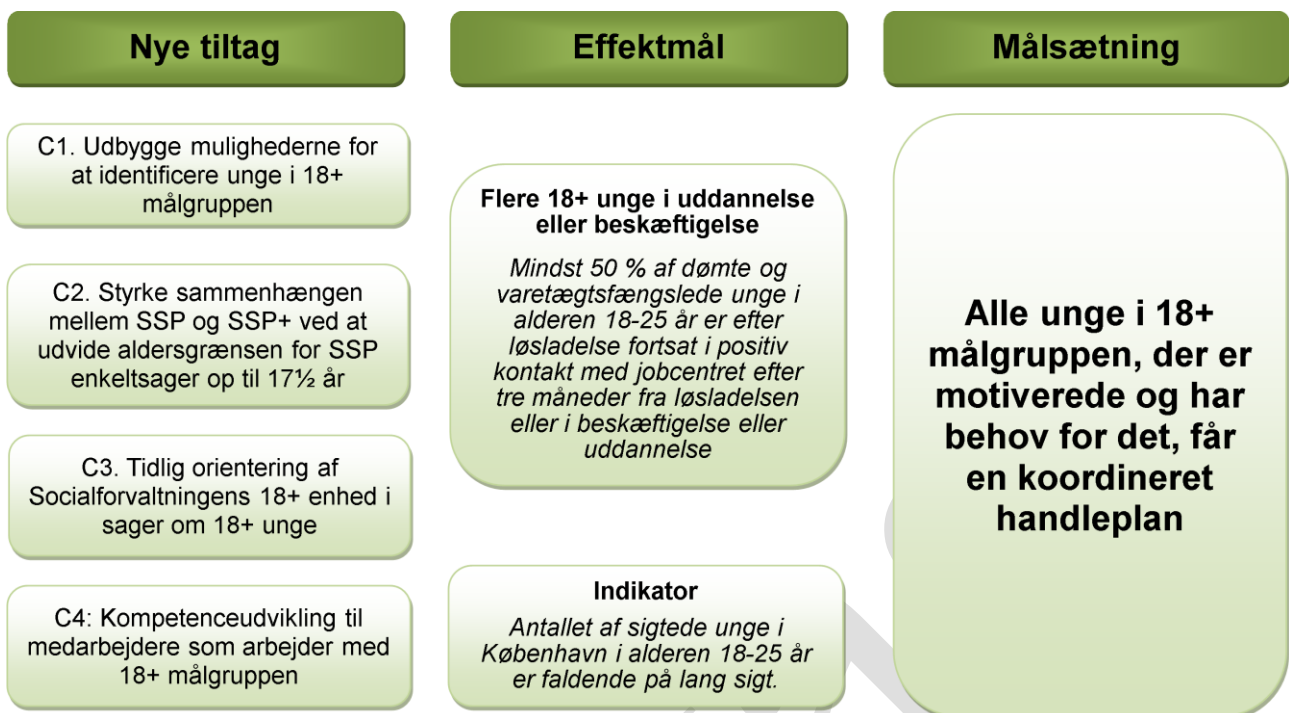 Nye tiltag
C1. Udbygge mulighederne for
at identificere unge i 18+
målgruppen
C2. Styrke sammenhængen
mellem SSP og SSP+ ved at
udvide aldersgrænsen for SSP
enkeltsager op til 17½ år
C3. Tidlig orientering af
Socialforvaltningens 18+ enhed i
sager om 18+ unge
C4: Kompetenceudvikling til
medarbejdere som arbejder med
18+ målgruppen
Effektmål
Flere 18+ unge i uddannelse
eller beskæftigelse
Mindst 50 % af dømte og
varetægtsfængslede unge i
alderen 18-25 år er efter
løsladelse fortsat i positiv
kontakt med jobcentret efter
tre måneder fra løsladelsen
eller i beskæftigelse eller
uddannelse
Indikator
Antallet af sigtede unge i
København i alderen 18-25 år
er faldende på lang sigt.
Målsætning
Alle unge i 18+
målgruppen, der er
motiverede og har
behov for det, får
en koordineret
handleplan